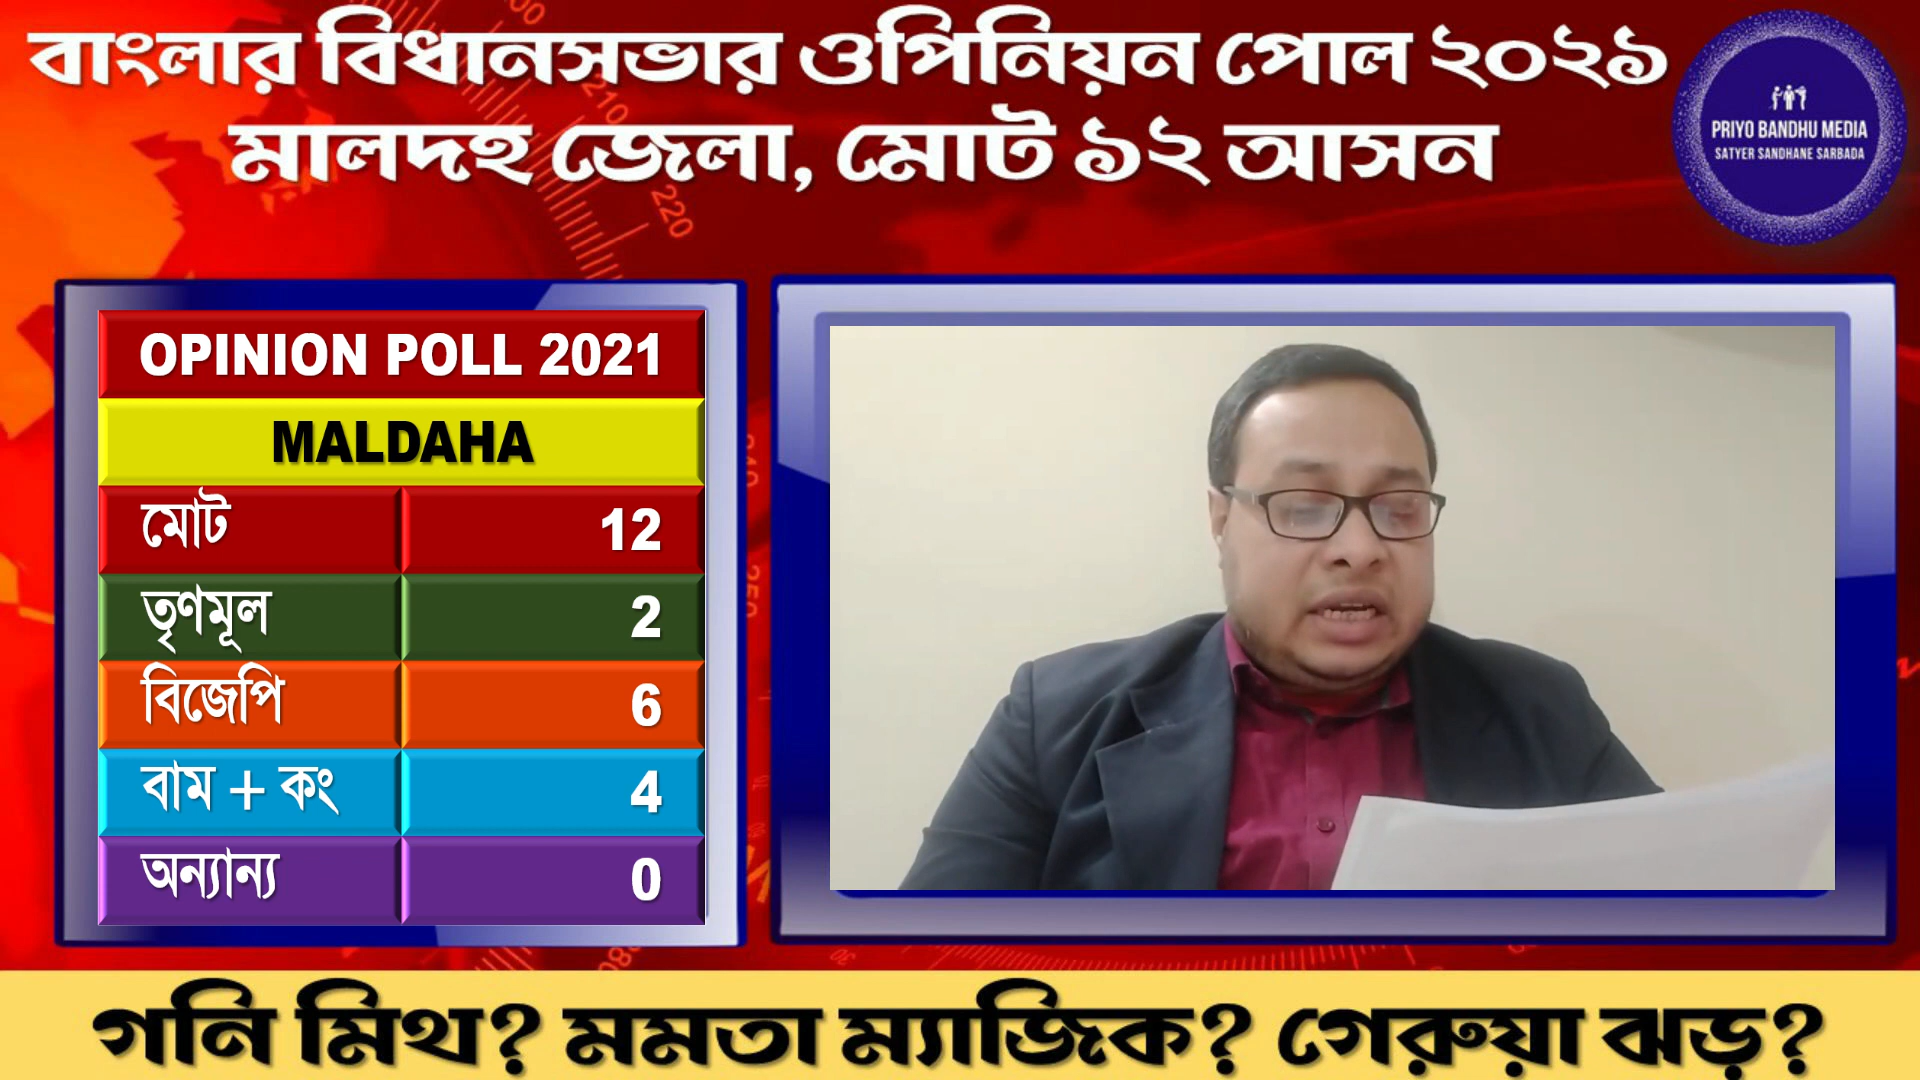 বাংলার বিধানসভার ওপিনিয়ন পোল ২০২১
মালদহ জেলা, মোট ১২ আসন
PRIYO BANDHU MEDIA
SATYER SANDHANE SARBADA
OPINION POLL 2021
MALDAHA
মোট 12
তৃণমূল 2
বিজেপি 6
বাম + কং 4
অন্যান্য 0
গনি মিথ? মমতা ম্যাজিক? গেরুয়া ঝড়?